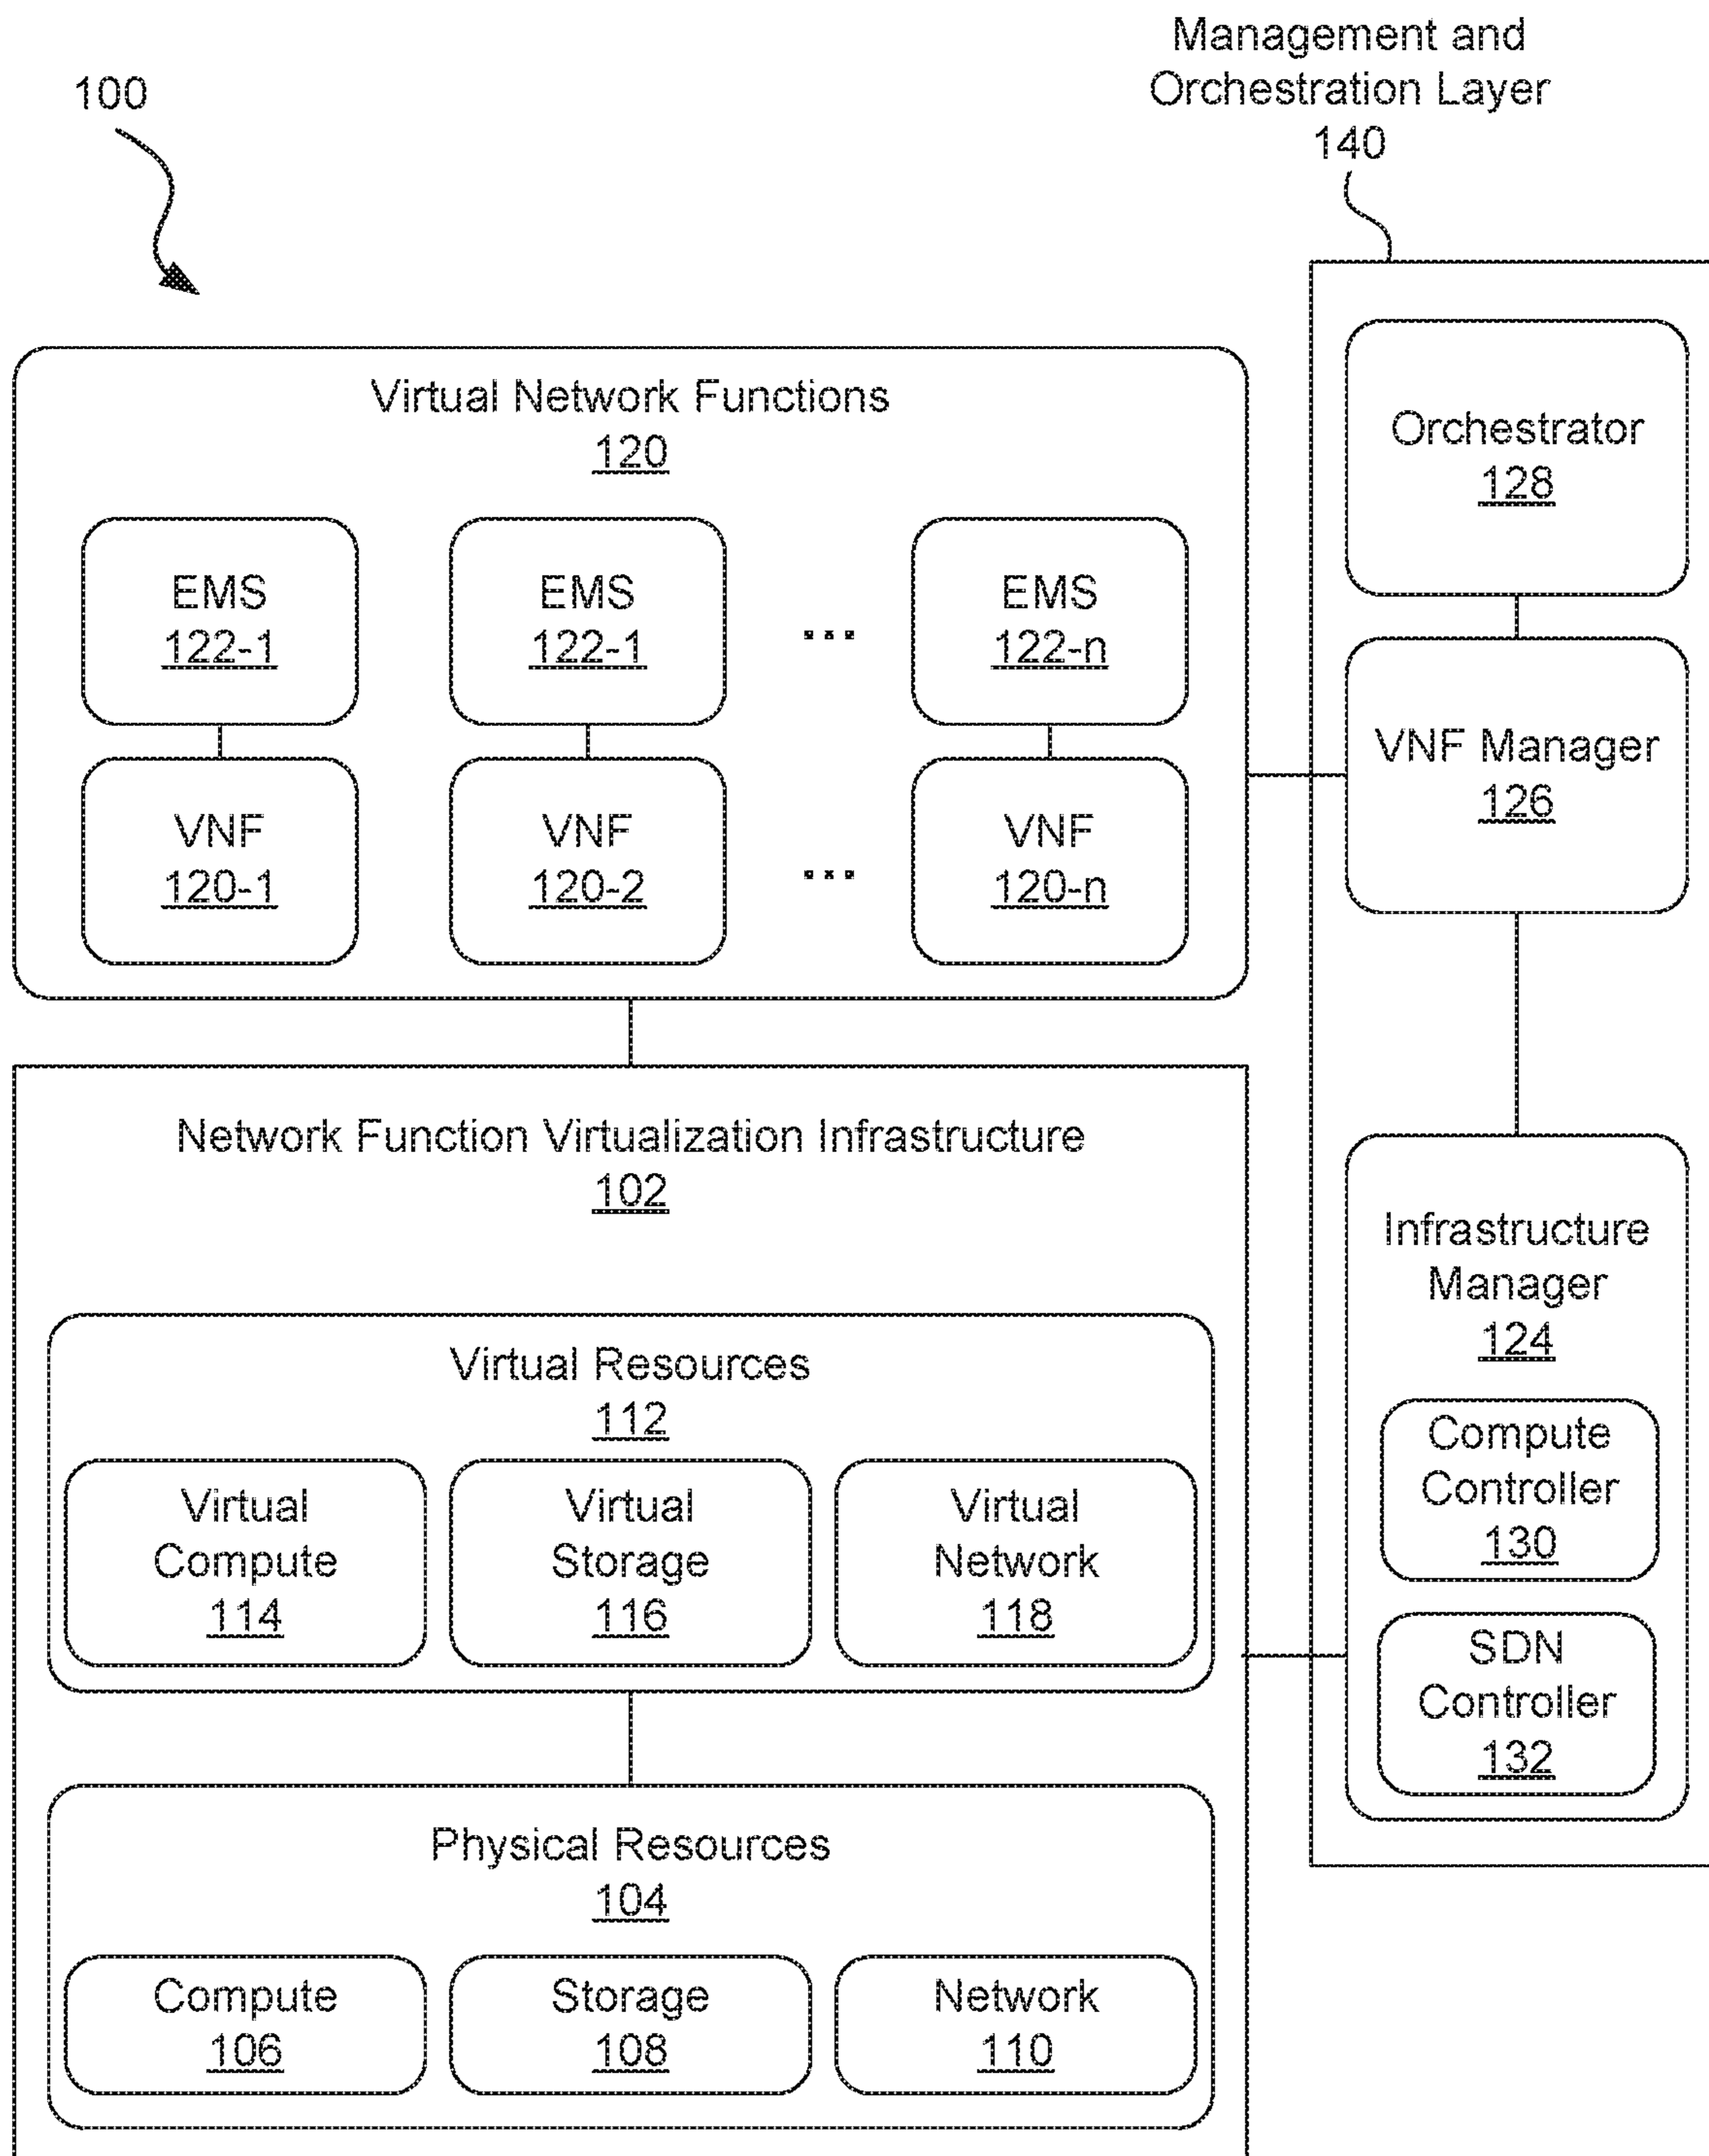 100
Management and
Orchestration Layer
140
Virtual Network Functions
120
EMS
122-1
EMS
122-1
...
EMS
122-n
VNF
120-1
VNF
120-2
...
VNF
120-n
Orchestrator
128
VNF Manager
126
Network Function Virtualization Infrastructure
102
Virtual Resources
112
Virtual
Compute
114
Virtual
Storage
116
Virtual
Network
118
Physical Resources
104
Compute
106
Storage
108
Network
110
Infrastructure
Manager
124
Compute
Controller
130
SDN
Controller
132